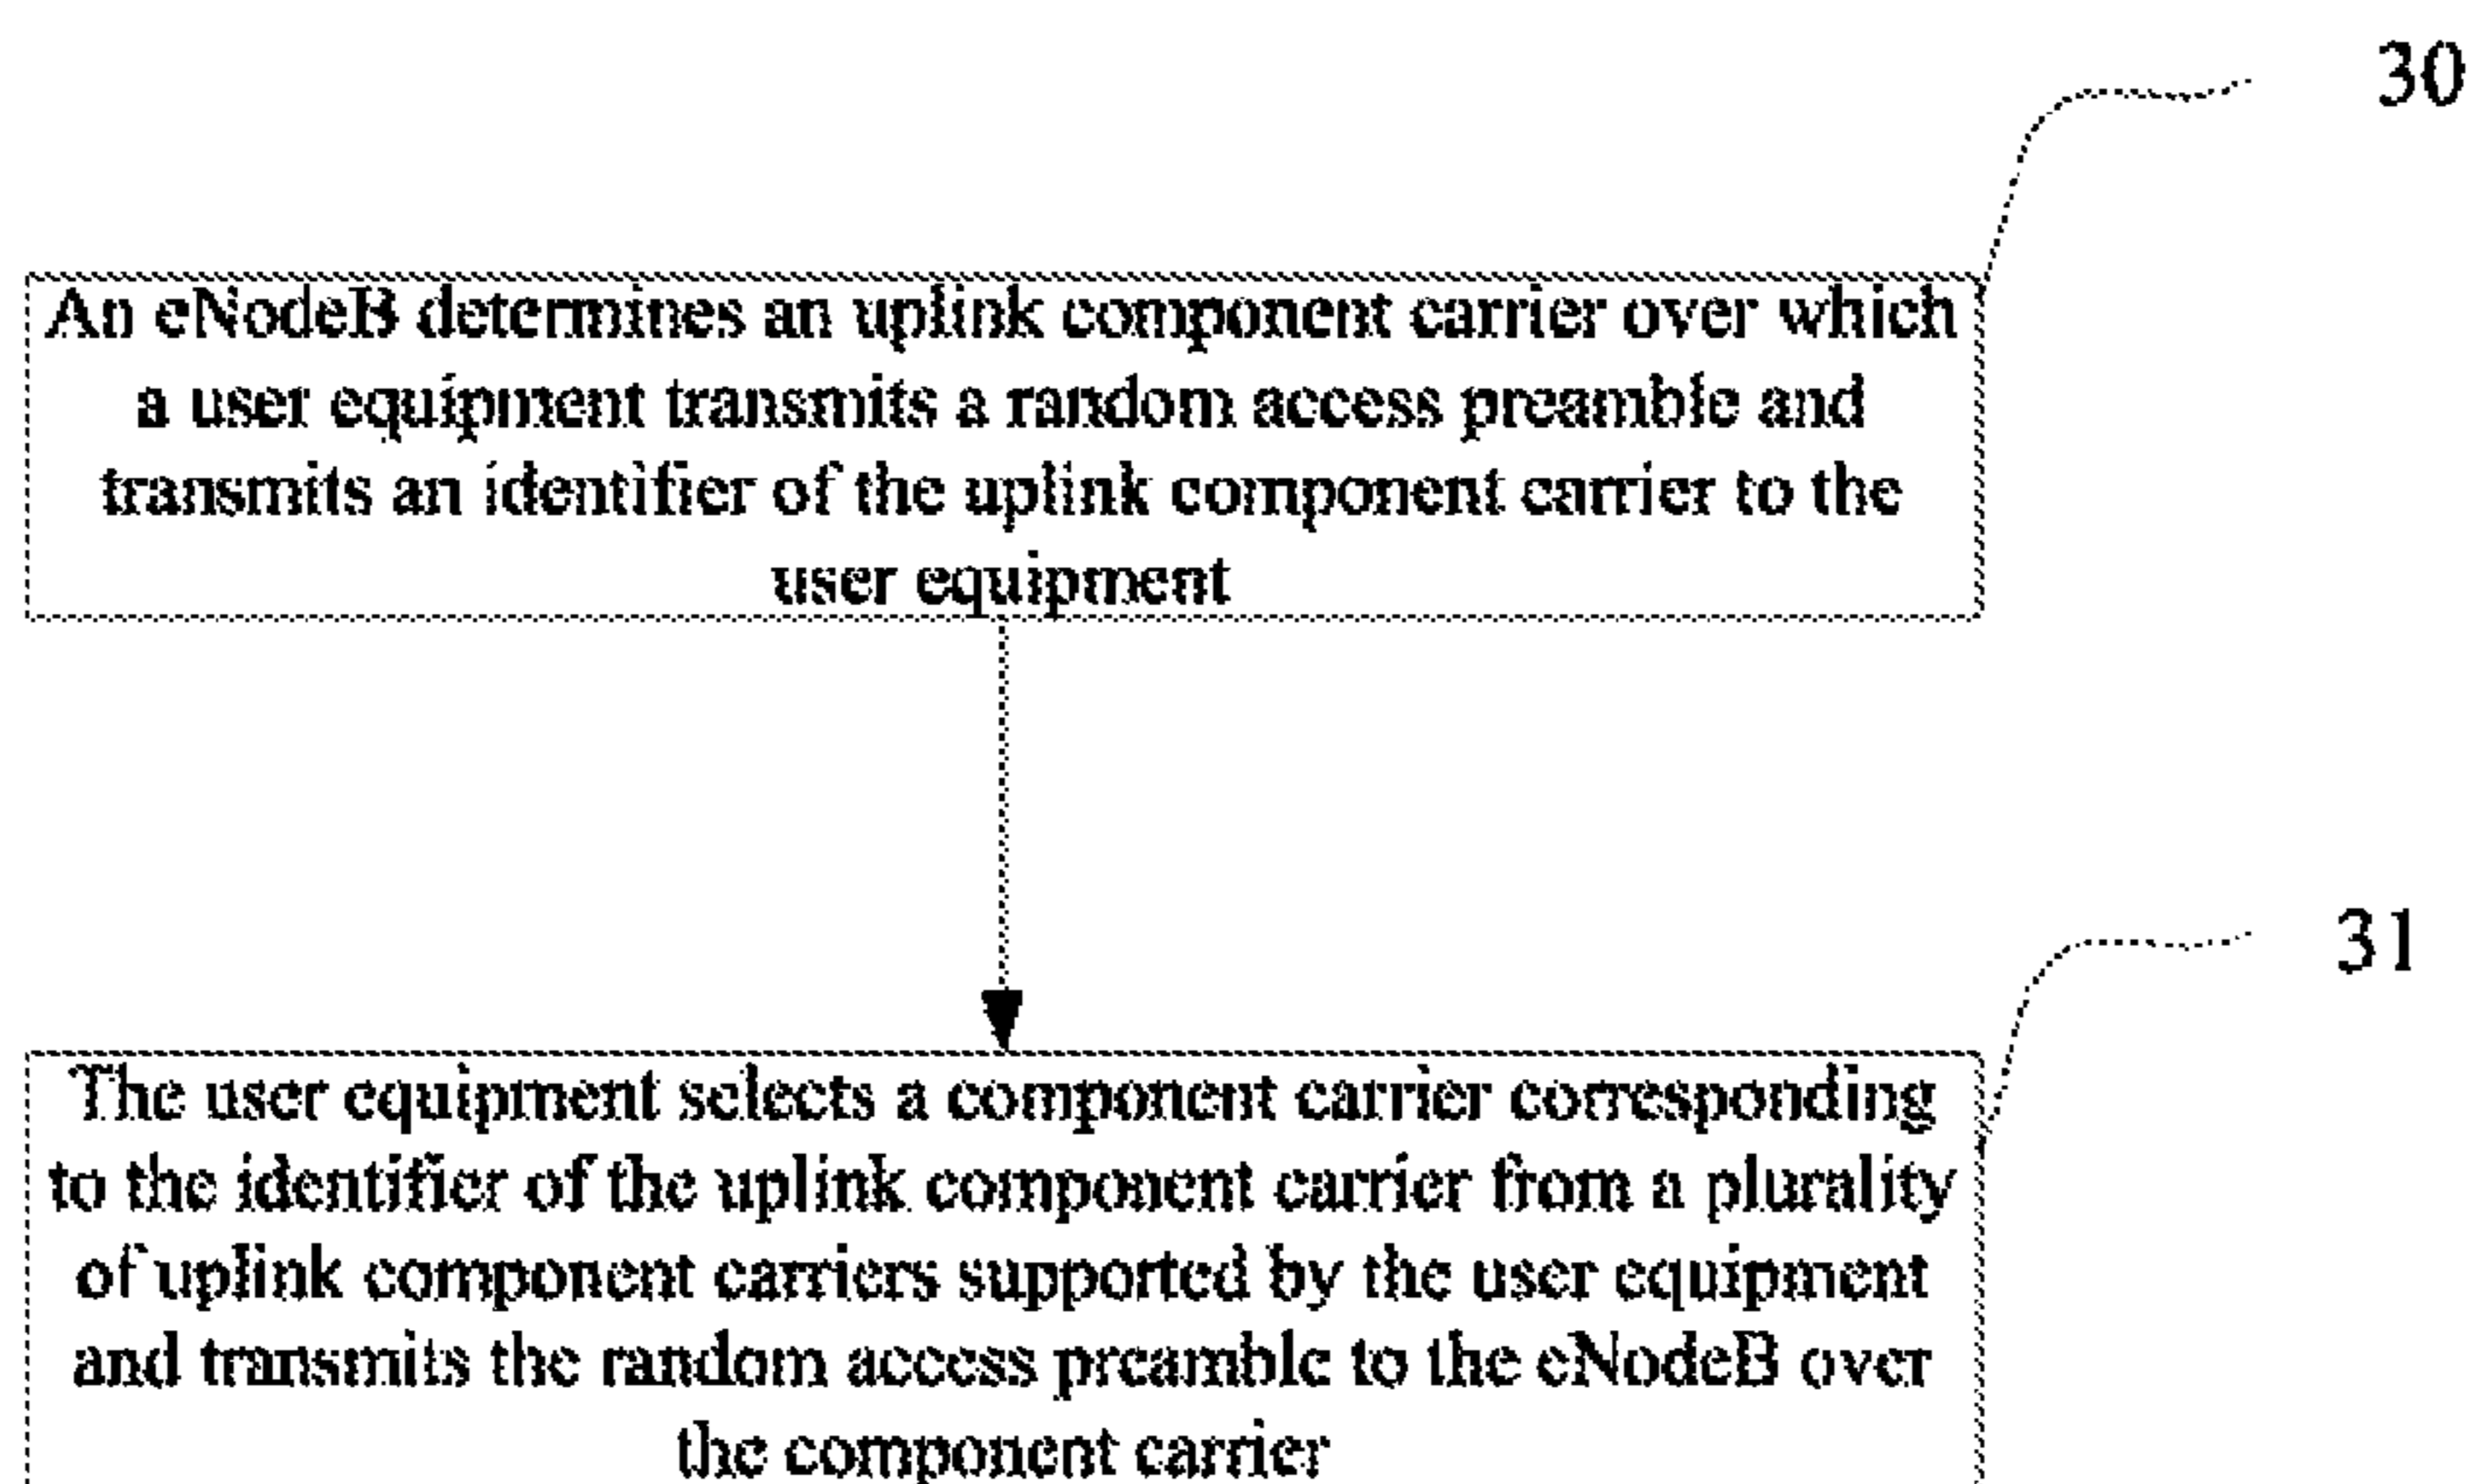 30
An eNodeB determines an uplink component carrier over which
a user equipment transmits a random access preamble and
transmits an identifier of the uplink component carrier to the
user equipment
31
The user equipment selects a component carrier corresponding
to the identifier of the uplink component carrier from a plurality
of uplink component carriers supported by the user equipment
and transmits the random access preamble to the eNodeB over
the component carrier